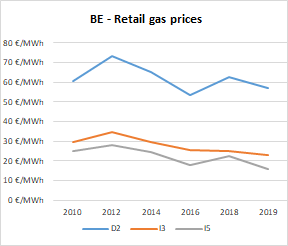 BE - Retail gas prices
80 €/MWh
70 €/MWh
60 €/MWh
50 €/MWh
40 €/MWh
30 €/MWh
20 €/MWh
10 €/MWh
0 €/MWh
2010 2012 2014 2016 2018 2019
D2 I3 I5